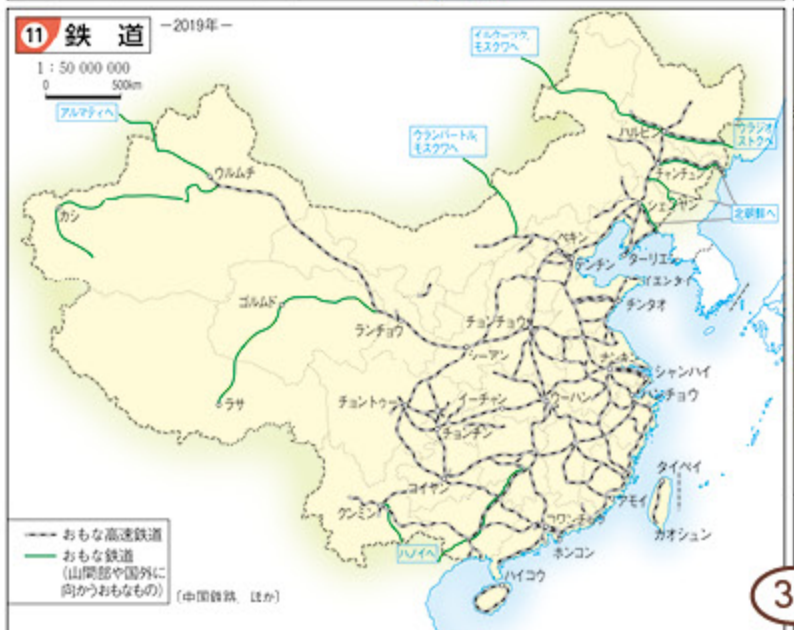 11 鉄道 －2019年－
1：50 000 000
0 500km
アルマティへ
イルクーツク,
モスクワへ
ウランバートル,
モスクワへ
ウラジオ
ストクへ
ハルビン
チャンチュン
シェンヤン
北朝鮮へ
ウルムチ
カシ
ペキン
テンチン
ターリエン
イエンタイ
チンタオ
ゴルムド
ランチョウ
チョンチョウ
シーアン
ナンキン
シャンハイ
ハンチョウ
ラサ
チョントゥー
イーチャン
ウーハン
チョンチン
コイヤン
タイペイ
アモイ
クンミン
コワンチョウ
カオシュン
ハノイへ
ホンコン
ハイコウ
おもな高速鉄道
おもな鉄道
(山間部や国外に
向かうおもなもの)
〔中国鉄路，ほか〕
3